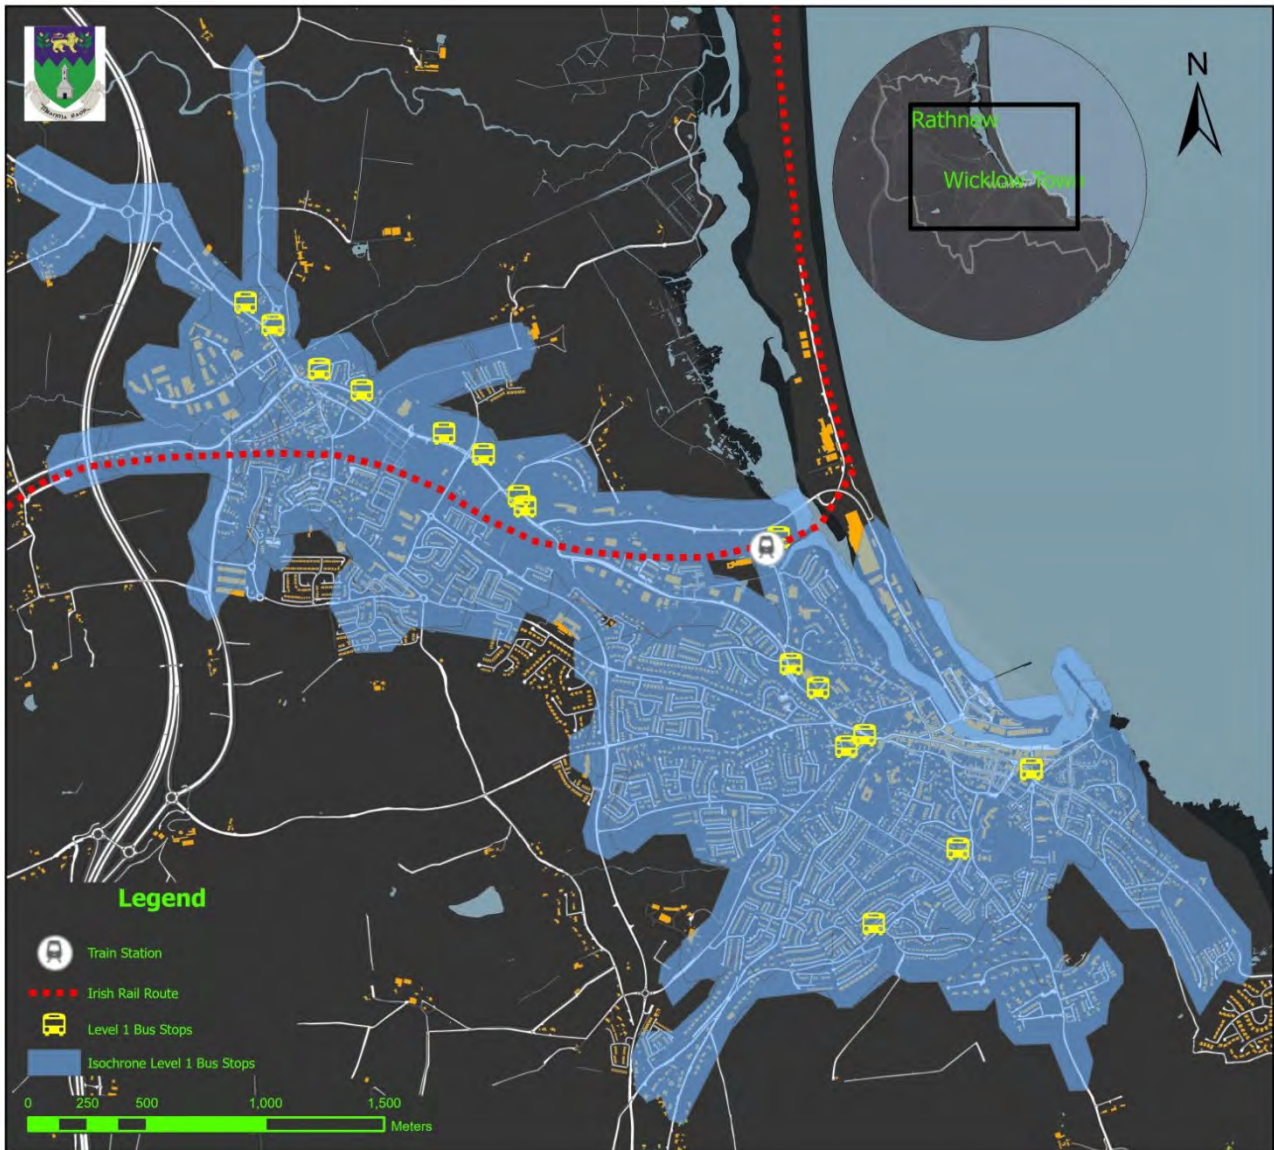 N
Rathnew
Wicklow Town
Legend
Train Station
Irish Rail Route
Level 1 Bus Stops
Isochrone Level 1 Bus Stops
0 250 500 1,000 1,500
Meters